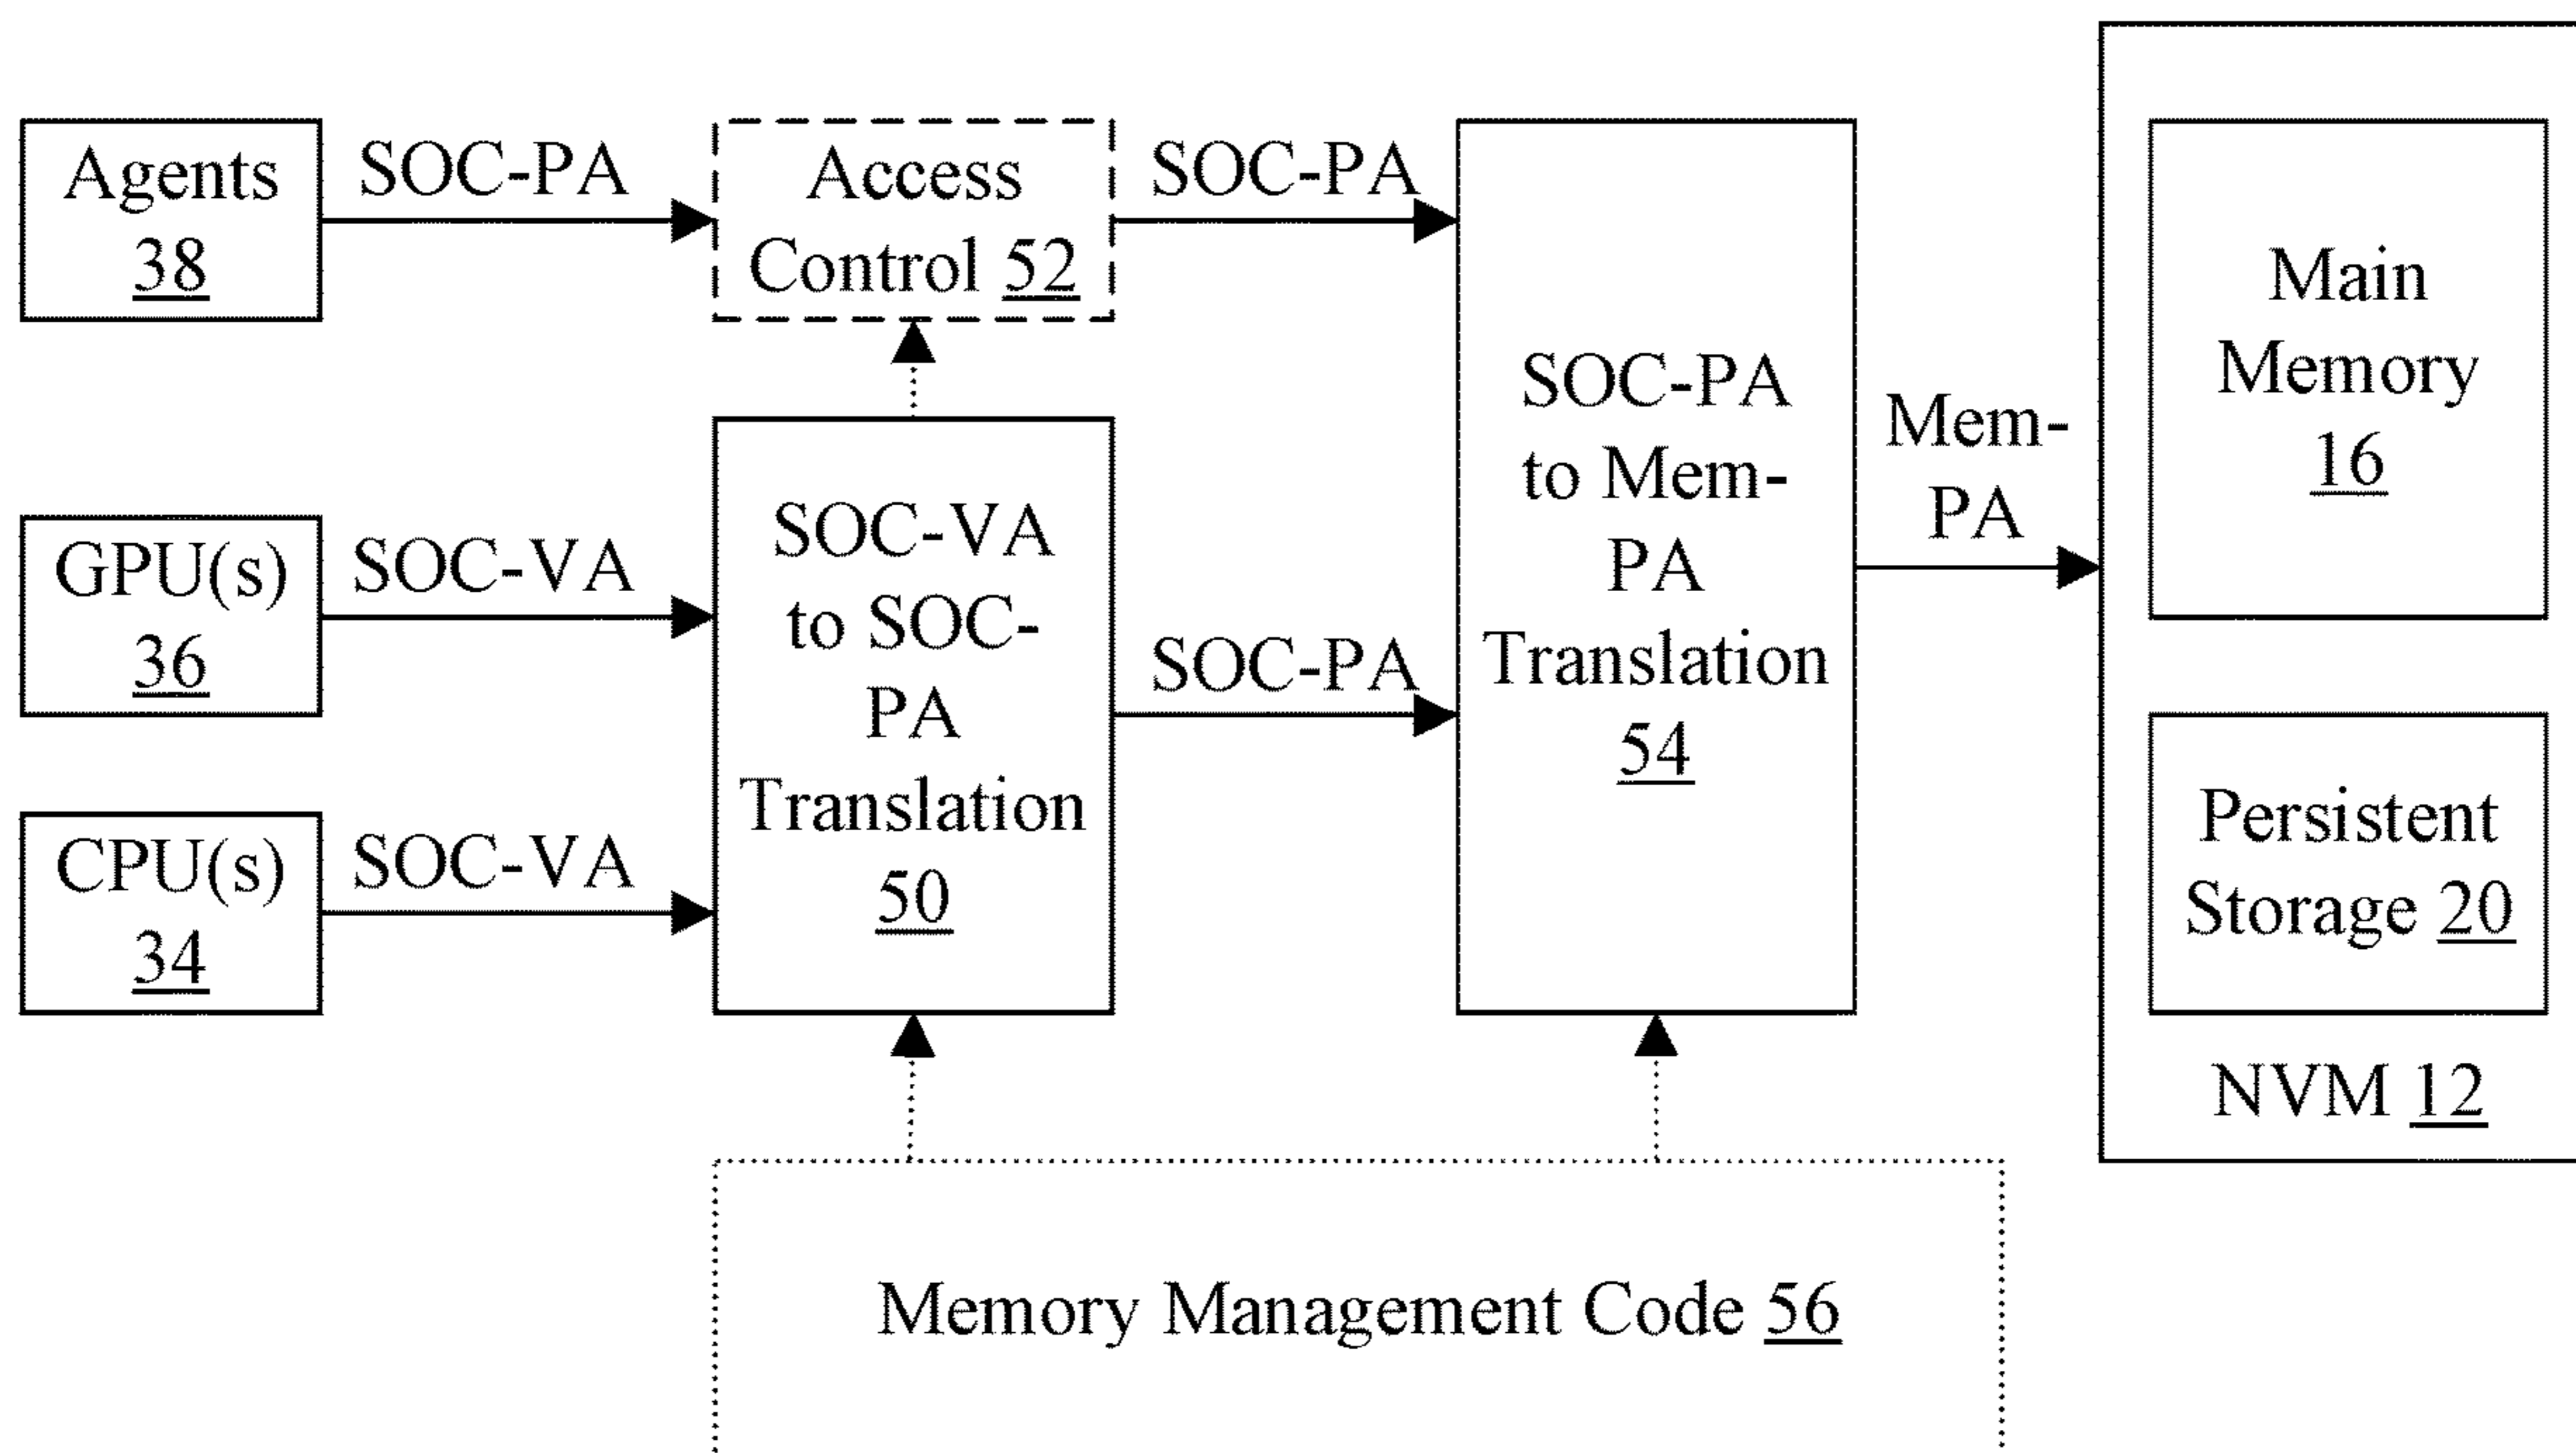 Agents
38
SOC-PA
Access
Control 52
SOC-PA
GPU(s)
36
SOC-VA
CPU(s)
34
SOC-VA
SOC-VA
to SOC-
PA
Translation
50
SOC-PA
SOC-PA
to Mem-
PA
Translation
54
Mem-
PA
Main
Memory
16
Persistent
Storage 20
NVM 12
Memory Management Code 56